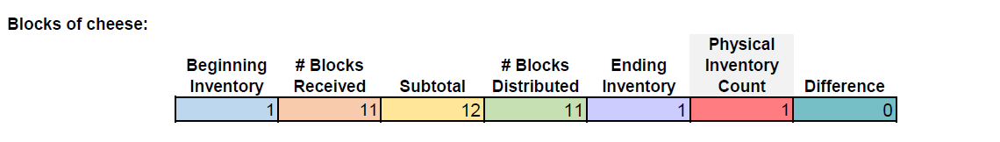 Blocks of cheese:
Beginning Inventory # Blocks Received Subtotal # Blocks Distributed Ending Inventory Physical Inventory Count Difference
1 11 12 11 1 1 0